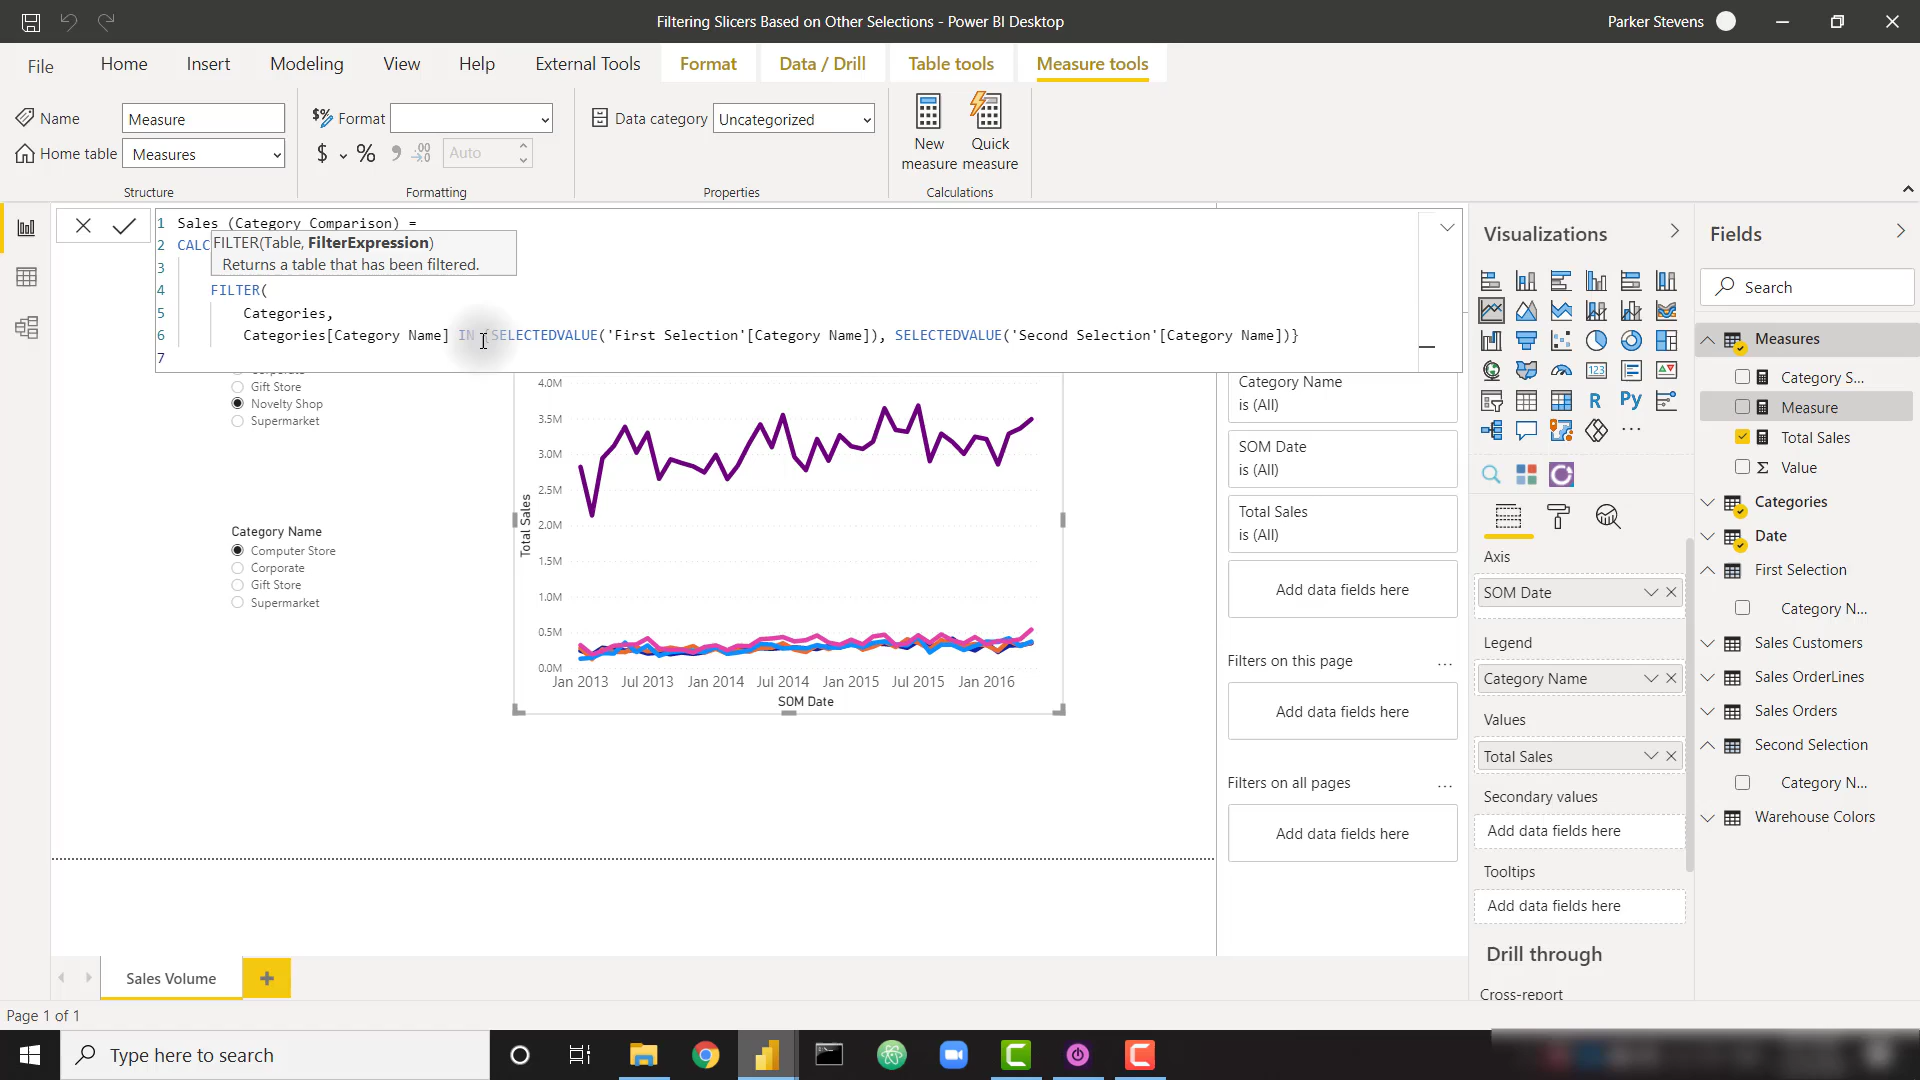 Filtering Slicers Based on Other Selections - Power BI Desktop
Parker Stevens
File
Home
Insert
Modeling
View
Help
External Tools
Format
Data / Drill
Table tools
Measure tools
Name
Measure
Home table
Measures
Structure
Format
$
%
Auto
Formatting
Data category
Uncategorized
Properties
New measure
Quick measure
Calculations
1 Sales (Category Comparison) =
2 CALC
FILTER(Table, FilterExpression)
Returns a table that has been filtered.
3
4 FILTER(
5 Categories,
6 Categories[Category Name] IN {SELECTEDVALUE('First Selection'[Category Name]), SELECTEDVALUE('Second Selection'[Category Name])}
7
Gift Store
Novelty Shop
Supermarket
Category Name
Computer Store
Corporate
Gift Store
Supermarket
Total Sales
4.0M
3.5M
3.0M
2.5M
2.0M
1.5M
1.0M
0.5M
0.0M
Jan 2013 Jul 2013 Jan 2014 Jul 2014 Jan 2015 Jul 2015 Jan 2016
SOM Date
Category Name
is (All)
SOM Date
is (All)
Total Sales
is (All)
Add data fields here
Filters on this page ...
Add data fields here
Filters on all pages ...
Add data fields here
Visualizations
123
R
Py
...
Axis
SOM Date
Legend
Category Name
Values
Total Sales
Secondary values
Add data fields here
Tooltips
Add data fields here
Drill through
Cross-report
Fields
Search
Measures
Category S...
Measure
Total Sales
Σ Value
Categories
Date
First Selection
Category N...
Sales Customers
Sales OrderLines
Sales Orders
Second Selection
Category N...
Warehouse Colors
Sales Volume
+
Page 1 of 1
Type here to search